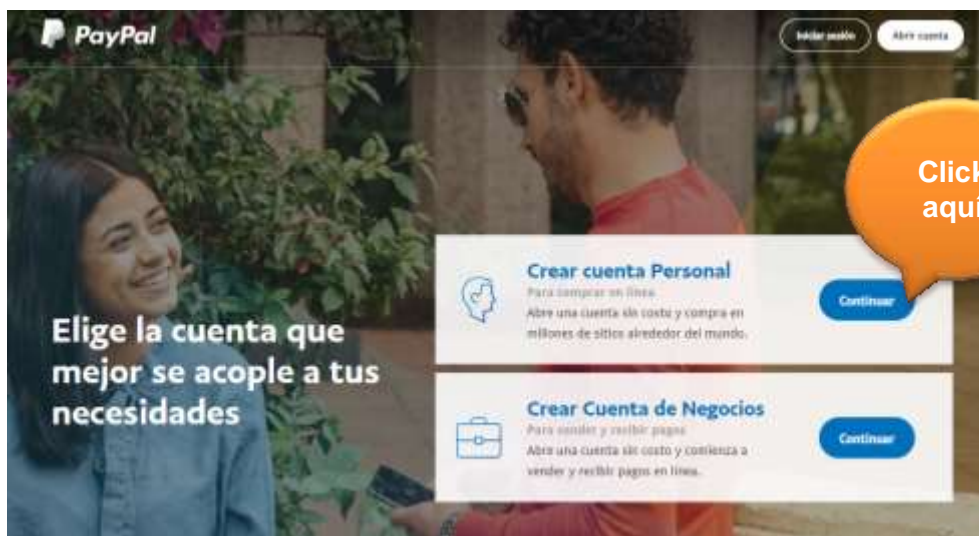 PayPal
Iniciar sesión
Abrir cuenta
Click
aquí
Crear cuenta Personal
Para comprar en línea
Abre una cuenta sin costo y compra en
millones de sitios alrededor del mundo.
Continuar
Elige la cuenta que
mejor se acople a tus
necesidades
Crear Cuenta de Negocios
Para vender y recibir pagos
Abre una cuenta sin costo y comienza a
vender y recibir pagos en línea.
Continuar